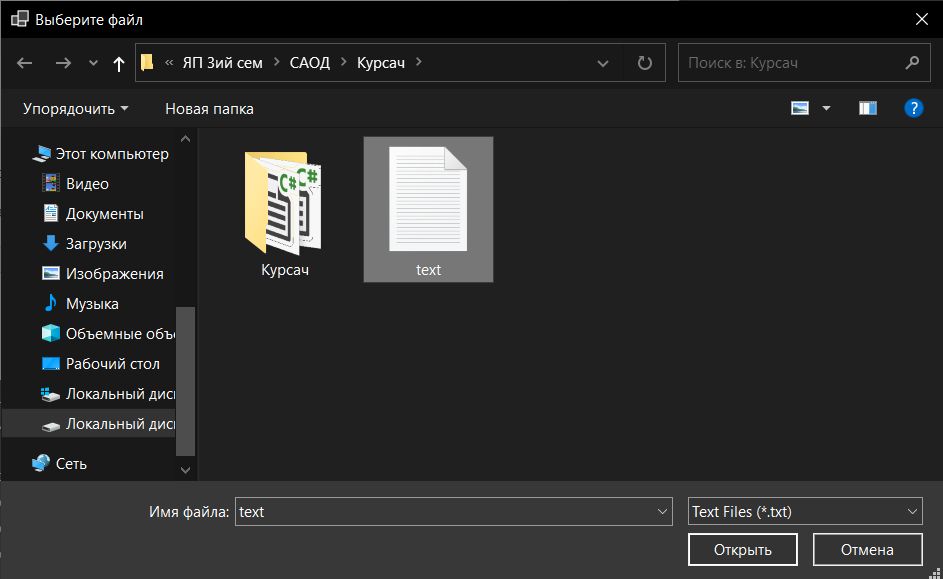 Выберите файл
« ЯП 3ий сем > САОД > Курсач >
Поиск в: Курсач
Упорядочить
Новая папка
?
Этот компьютер
Видео
Документы
Загрузки
Изображения
Музыка
Объемные объе
Рабочий стол
Локальный дис
Локальный дис
Сеть
C# C#
Курсач
text
Имя файла: text
Text Files (*.txt)
Открыть
Отмена